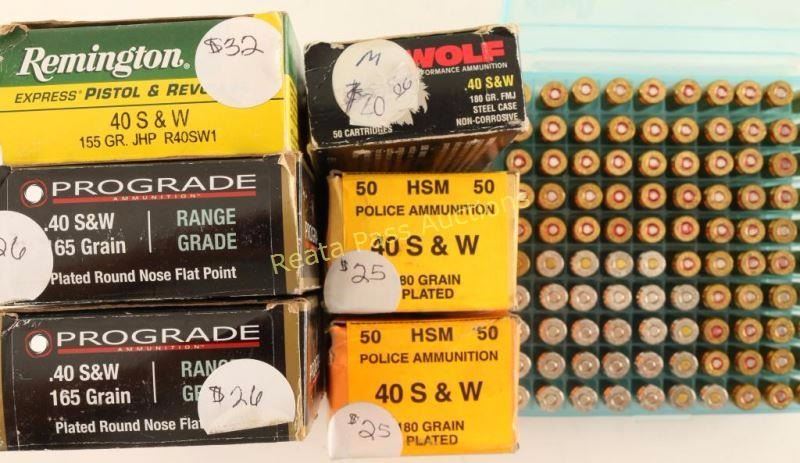 Remington
$32
EXPRESS PISTOL & REVO
40 S & W
155 GR. JHP R40SW1
PROGRADE
AMMUNITION
.40 S&W
165 Grain
RANGE
GRADE
26
Plated Round Nose Flat Point
PROGRADE
AMMUNITION
.40 S&W
165 Grain
$26
Plated Round Nose Flat
M
WOLF
.40 S&W
180 GR. FMJ
STEEL CASE
NON-CORROSIVE
50 CARTRIDGES
50 HSM 50
POLICE AMMUNITION
40 S & W
$25
180 GRAIN
PLATED
50 HSM 50
POLICE AMMUNITION
40 S & W
$25
180 GRAIN
PLATED
Reata Pass Auctions